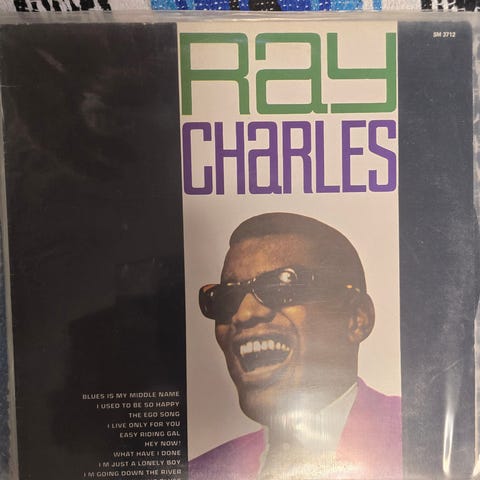 SM 3712
Ray
CHaRLES
BLUES IS MY MIDDLE NAME
I USED TO BE SO HAPPY
THE EGO SONG
I LIVE ONLY FOR YOU
EASY RIDING GAL
HEY NOW!
WHAT HAVE I DONE
I'M JUST A LONELY BOY
I'M GOING DOWN THE RIVER